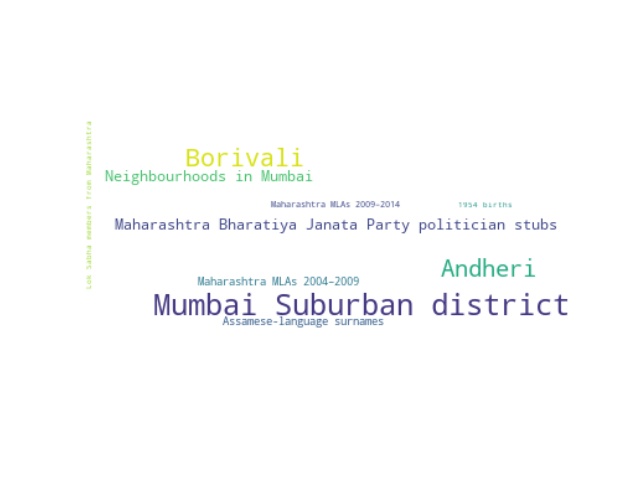 Lok Sabha members from Maharashtra
Borivali
Neighbourhoods in Mumbai
Maharashtra MLAs 2009–2014
1954 births
Maharashtra Bharatiya Janata Party politician stubs
Andheri
Maharashtra MLAs 2004–2009
Mumbai Suburban district
Assamese-language surnames